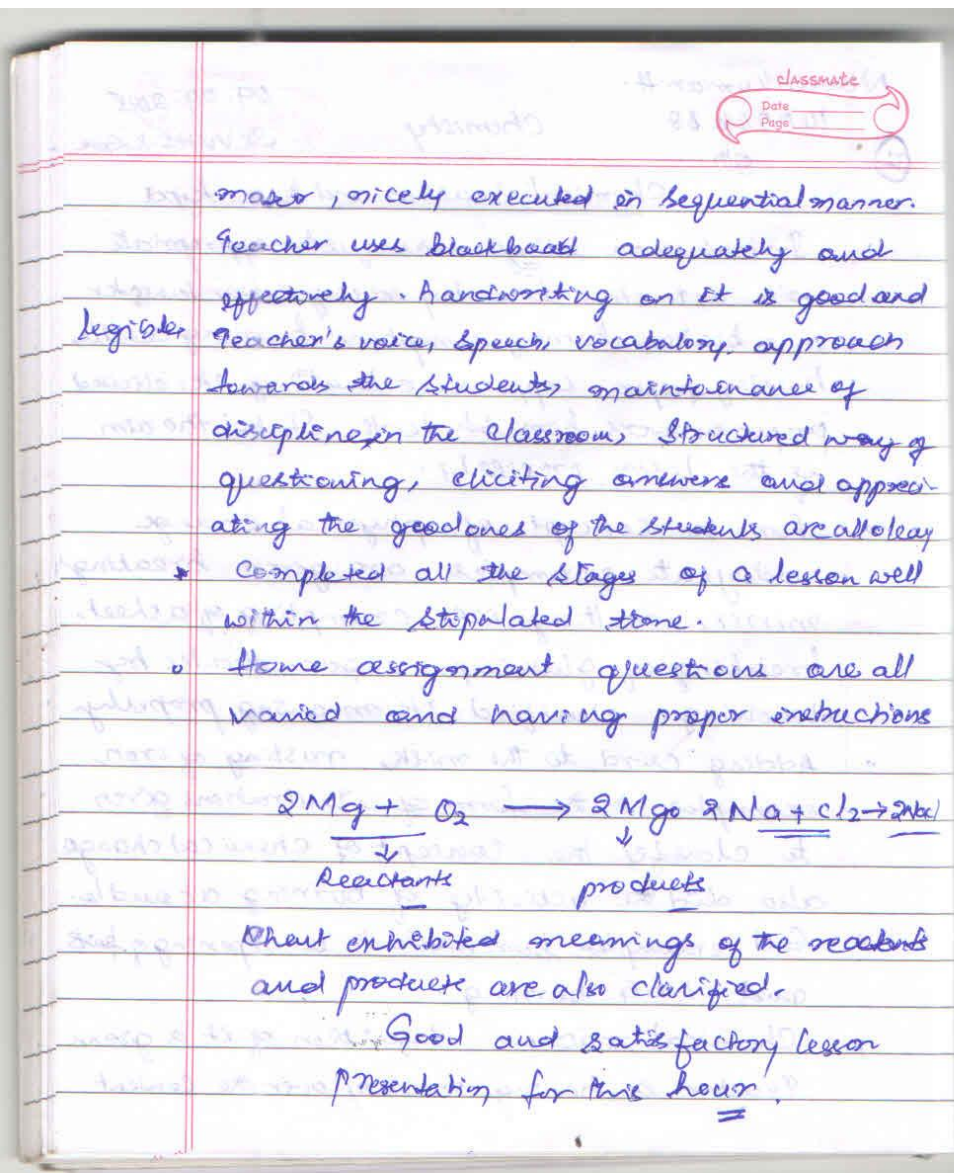 classmate
Date
Page
manner, nicely executed in sequential manner.
Teacher uses blackboard adequately and
effectively. Handwriting on it is good and
legible. Teacher's voice, speech, vocabulary approach
towards the students, maintainance of
discipline, in the classroom, structured way of
questioning, eliciting answers and appreci-
ating the good ones of the students are all okay
* Completed all the stages of a lesson well
within the stipulated time.
• Home assignment questions are all
varied and having proper instructions
2Mg + O2 → 2Mgo 2Na + cl2 → 2Nacl
Reactants products
Chart exhibited meanings of the reactants
and products are also clarified.
Good and satisfactory lesson
presentation for this hour.